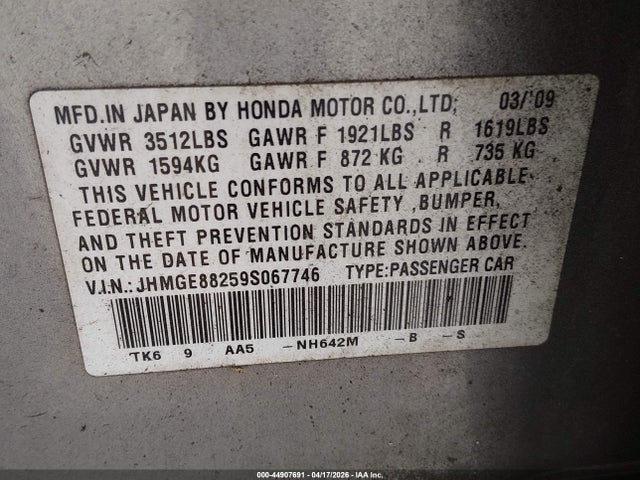 MFD.IN JAPAN BY HONDA MOTOR CO.,LTD; 03/'09
GVWR 3512LBS GAWR F 1921LBS R 1619LBS
GVWR 1594KG GAWR F 872 KG R 735 KG
THIS VEHICLE CONFORMS TO ALL APPLICABLE
FEDERAL MOTOR VEHICLE SAFETY ,BUMPER,
AND THEFT PREVENTION STANDARDS IN EFFECT
ON THE DATE OF MANUFACTURE SHOWN ABOVE.
V.I.N.: JHMGE88259S067746 TYPE:PASSENGER CAR
TK6 9 AA5 -NH642M -B -S
000-44907691 - 04/17/2026 - IAA Inc.